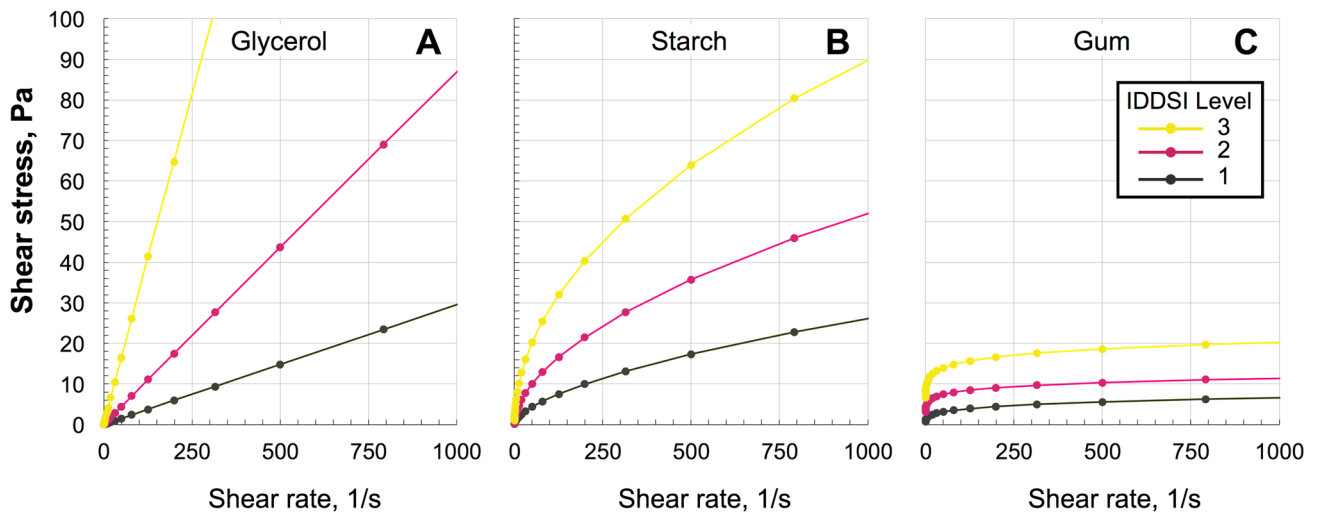 Glycerol A
Starch B
Gum C
Shear stress, Pa
100
90
80
70
60
50
40
30
20
10
0
IDDSI Level
3
2
1
0 250 500 750 1000
0 250 500 750 1000
0 250 500 750 1000
Shear rate, 1/s
Shear rate, 1/s
Shear rate, 1/s